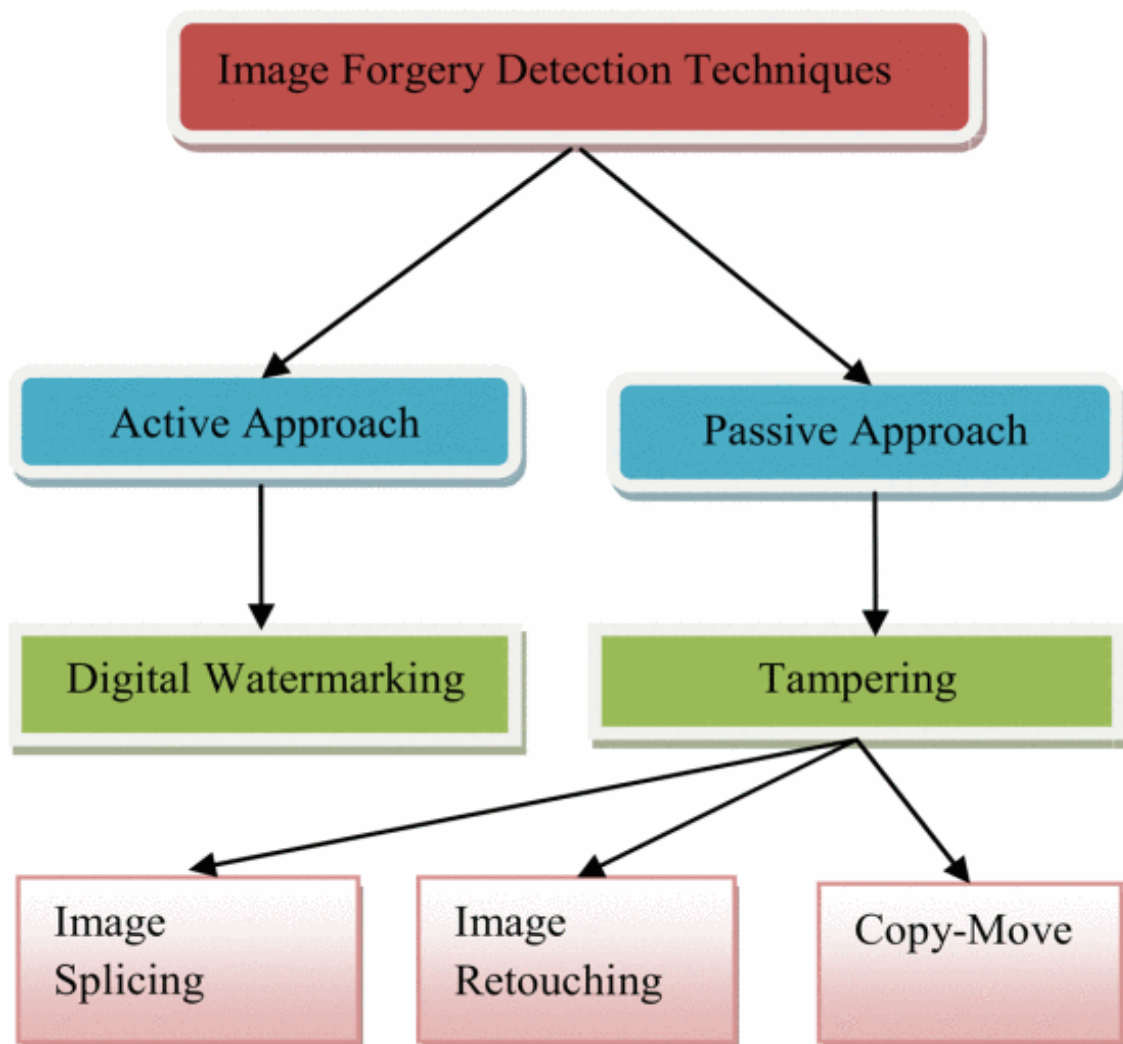 Image Forgery Detection Techniques
Active Approach
Passive Approach
Digital Watermarking
Tampering
Image
Splicing
Image
Retouching
Copy-Move